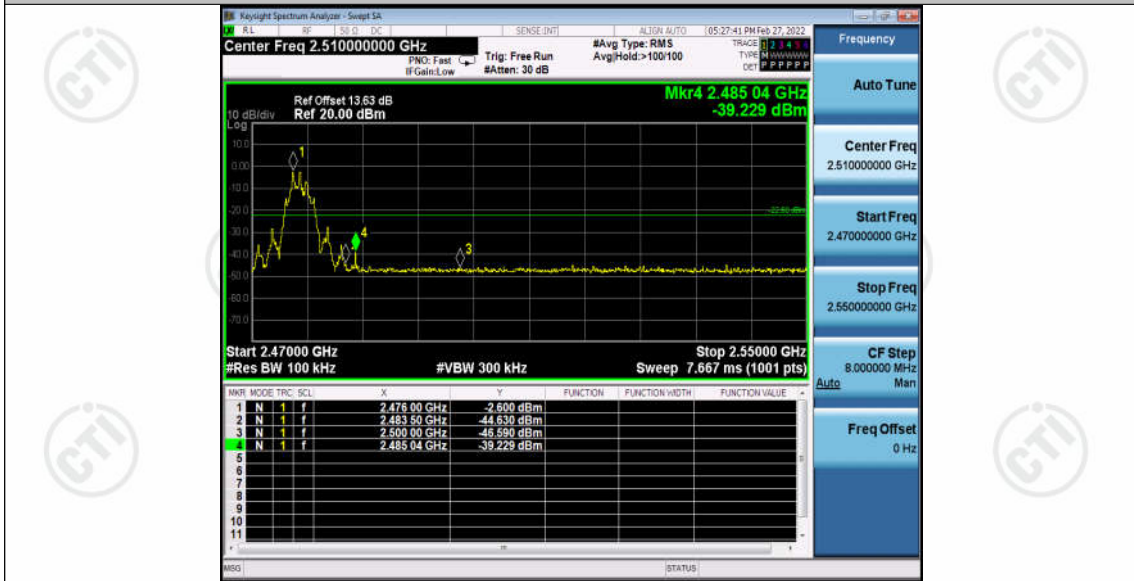 Keysight Spectrum Analyzer - Swept SA
RL RF 50 Ω DC SENSE:INT ALIGN AUTO 05:27:41 PM Feb 27, 2022
Center Freq 2.510000000 GHz
PNO: Fast
IFGain:Low
Trig: Free Run
#Atten: 30 dB
#Avg Type: RMS
Avg|Hold:>100/100
TRACE 1 2 3 4 5 6
TYPE M WWWWW
DET P P P P P P
Ref Offset 13.63 dB
Ref 20.00 dBm
10 dB/div
Log
Mkr4 2.485 04 GHz
-39.229 dBm
10.0
0.00
-10.0
-20.0
-30.0
-40.0
-50.0
-60.0
-70.0
1
4
3
-22.60 dBm
Start 2.47000 GHz
Stop 2.55000 GHz
#Res BW 100 kHz
#VBW 300 kHz
Sweep 7.667 ms (1001 pts)
MKR MODE TRC SCL X Y FUNCTION FUNCTION WIDTH FUNCTION VALUE
1 N 1 f 2.476 00 GHz -2.600 dBm
2 N 1 f 2.483 50 GHz -44.630 dBm
3 N 1 f 2.500 00 GHz -46.590 dBm
4 N 1 f 2.485 04 GHz -39.229 dBm
5
6
7
8
9
10
11
MSG
STATUS
Frequency
Auto Tune
Center Freq
2.510000000 GHz
Start Freq
2.470000000 GHz
Stop Freq
2.550000000 GHz
CF Step
8.000000 MHz
Auto Man
Freq Offset
0 Hz
CTI
CTI
CTI
CTI